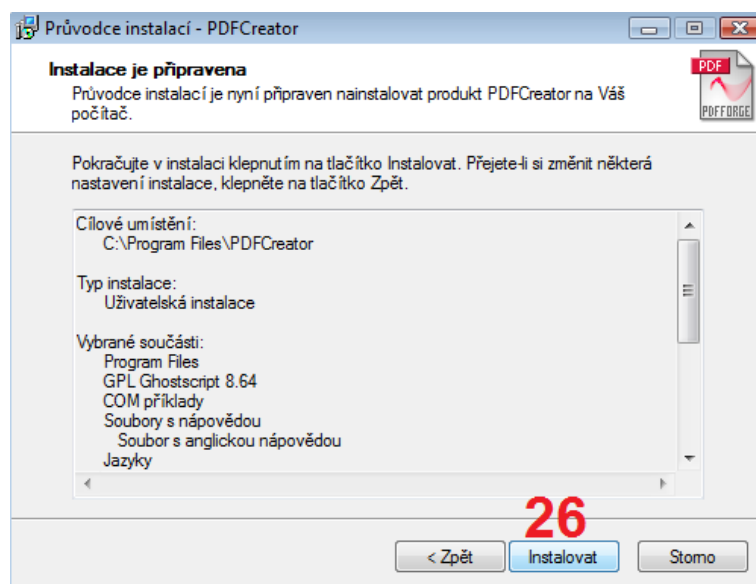 Průvodce instalací - PDFCreator
Instalace je připravena
Průvodce instalací je nyní připraven nainstalovat produkt PDFCreator na Váš
počítač.
PDF
PDFFORGE
Pokračujte v instalaci klepnutím na tlačítko Instalovat. Přejete-li si změnit některá
nastavení instalace, klepněte na tlačítko Zpět.
Cílové umístění:
C:\Program Files\PDFCreator
Typ instalace:
Uživatelská instalace
Vybrané součásti:
Program Files
GPL Ghostscript 8.64
COM příklady
Soubory s nápovědou
Soubor s anglickou nápovědou
Jazyky
26
< Zpět
Instalovat
Storno